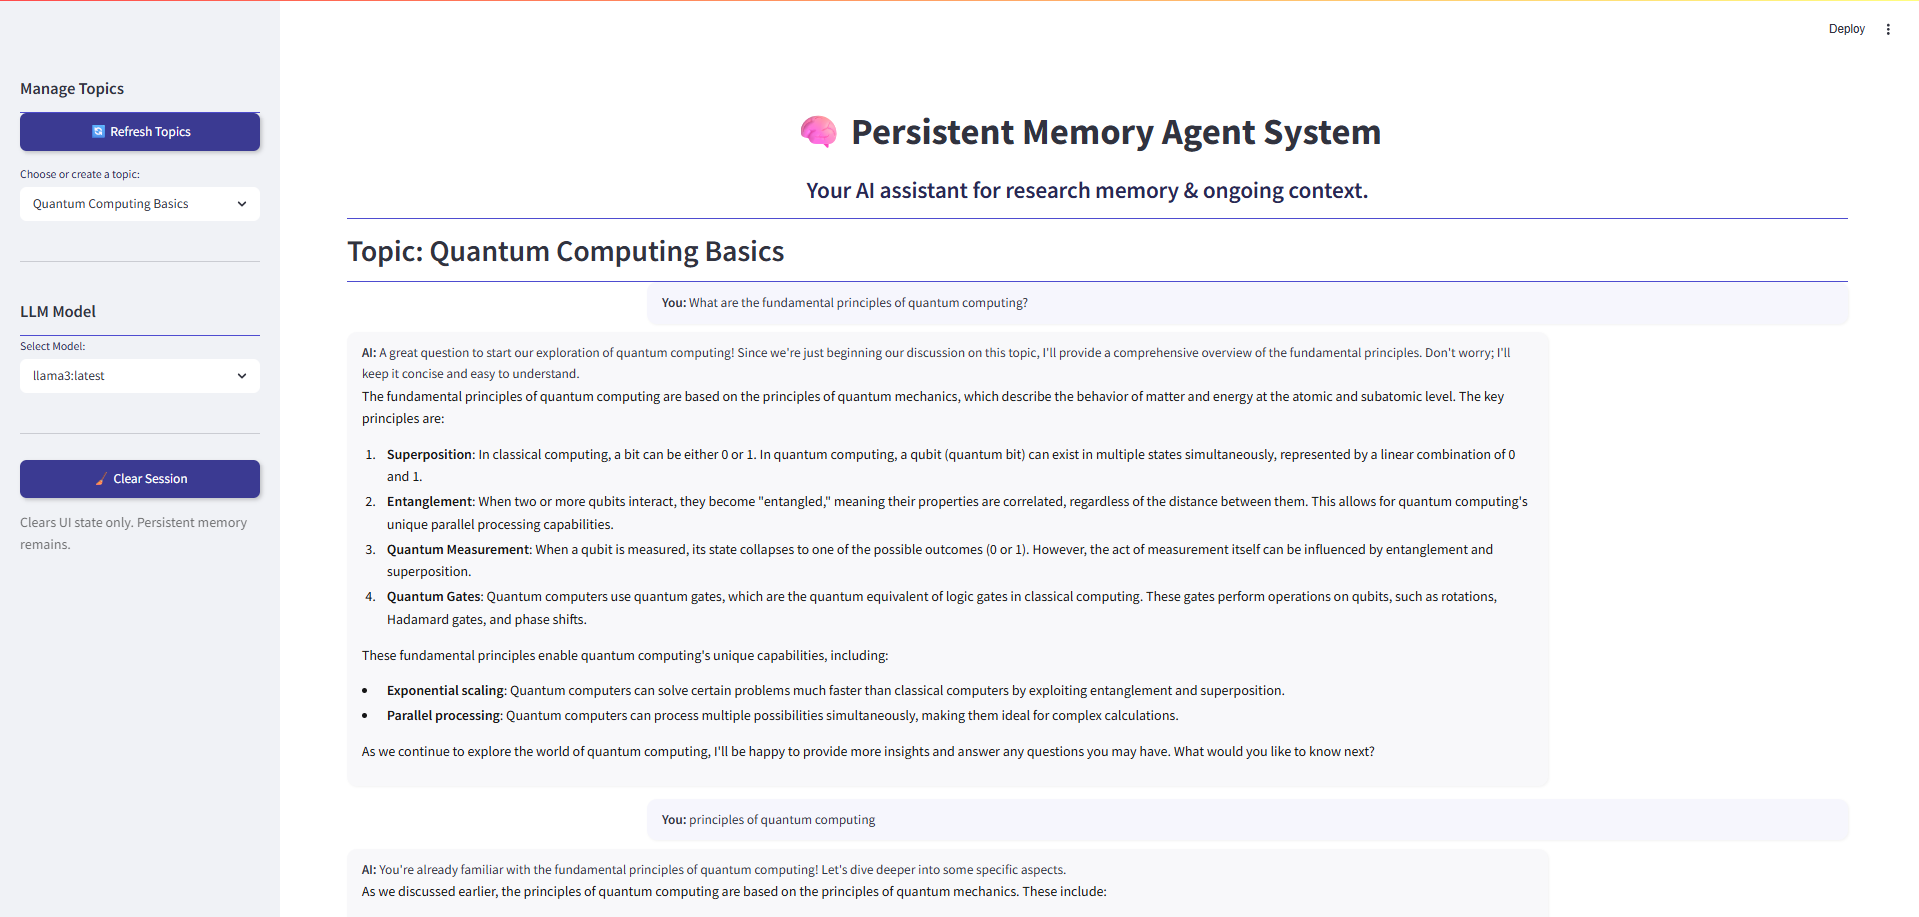 Deploy
Manage Topics
Refresh Topics
Choose or create a topic:
Quantum Computing Basics
LLM Model
Select Model:
llama3:latest
Clear Session
Clears UI state only. Persistent memory
remains.
Persistent Memory Agent System
Your AI assistant for research memory & ongoing context.
Topic: Quantum Computing Basics
You: What are the fundamental principles of quantum computing?
AI: A great question to start our exploration of quantum computing! Since we're just beginning our discussion on this topic, I'll provide a comprehensive overview of the fundamental principles. Don't worry; I'll
keep it concise and easy to understand.
The fundamental principles of quantum computing are based on the principles of quantum mechanics, which describe the behavior of matter and energy at the atomic and subatomic level. The key
principles are:
1. Superposition: In classical computing, a bit can be either 0 or 1. In quantum computing, a qubit (quantum bit) can exist in multiple states simultaneously, represented by a linear combination of 0
and 1.
2. Entanglement: When two or more qubits interact, they become "entangled," meaning their properties are correlated, regardless of the distance between them. This allows for quantum computing's
unique parallel processing capabilities.
3. Quantum Measurement: When a qubit is measured, its state collapses to one of the possible outcomes (0 or 1). However, the act of measurement itself can be influenced by entanglement and
superposition.
4. Quantum Gates: Quantum computers use quantum gates, which are the quantum equivalent of logic gates in classical computing. These gates perform operations on qubits, such as rotations,
Hadamard gates, and phase shifts.
These fundamental principles enable quantum computing's unique capabilities, including:
• Exponential scaling: Quantum computers can solve certain problems much faster than classical computers by exploiting entanglement and superposition.
• Parallel processing: Quantum computers can process multiple possibilities simultaneously, making them ideal for complex calculations.
As we continue to explore the world of quantum computing, I'll be happy to provide more insights and answer any questions you may have. What would you like to know next?
You: principles of quantum computing
AI: You're already familiar with the fundamental principles of quantum computing! Let's dive deeper into some specific aspects.
As we discussed earlier, the principles of quantum computing are based on the principles of quantum mechanics. These include: